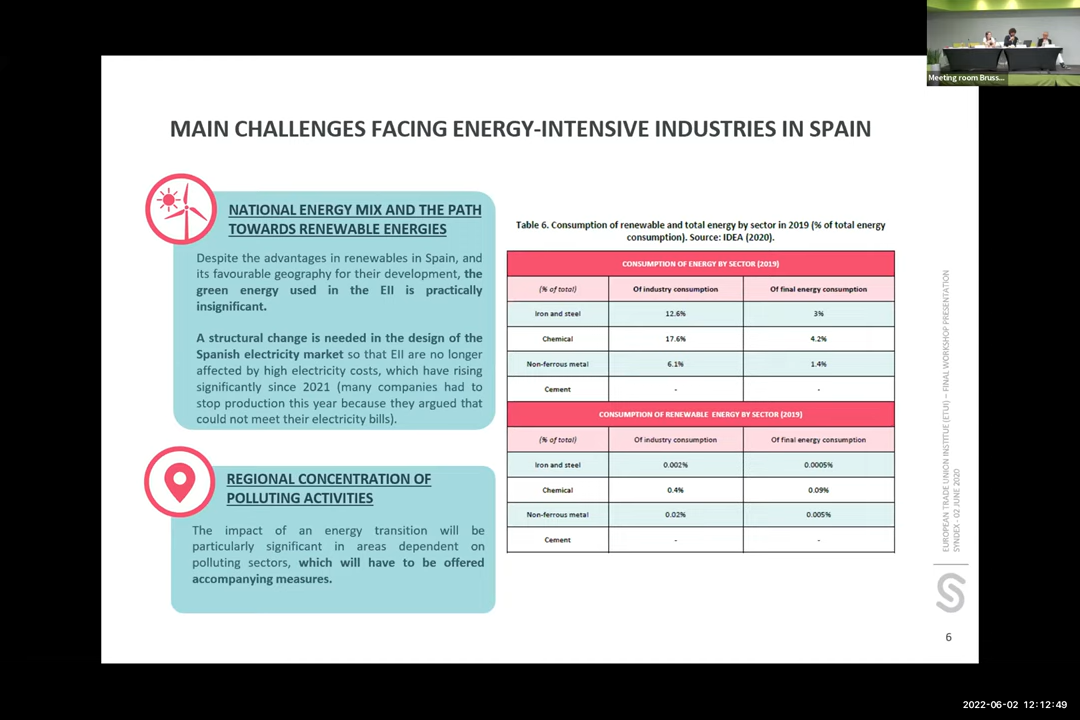 Meeting room Bruss...
MAIN CHALLENGES FACING ENERGY-INTENSIVE INDUSTRIES IN SPAIN
NATIONAL ENERGY MIX AND THE PATH
TOWARDS RENEWABLE ENERGIES
Despite the advantages in renewables in Spain, and
its favourable geography for their development, the
green energy used in the EII is practically
insignificant.
A structural change is needed in the design of the
Spanish electricity market so that EII are no longer
affected by high electricity costs, which have rising
significantly since 2021 (many companies had to
stop production this year because they argued that
could not meet their electricity bills).
REGIONAL CONCENTRATION OF
POLLUTING ACTIVITIES
The impact of an energy transition will be
particularly significant in areas dependent on
polluting sectors, which will have to be offered
accompanying measures.
Table 6. Consumption of renewable and total energy by sector in 2019 (% of total energy
consumption). Source: IDEA (2020).
CONSUMPTION OF ENERGY BY SECTOR (2019)
(% of total) Of industry consumption Of final energy consumption
Iron and steel 12.6% 3%
Chemical 17.6% 4.2%
Non-ferrous metal 6.1% 1.4%
Cement - -
CONSUMPTION OF RENEWABLE ENERGY BY SECTOR (2019)
(% of total) Of industry consumption Of final energy consumption
Iron and steel 0.002% 0.0005%
Chemical 0.4% 0.09%
Non-ferrous metal 0.02% 0.005%
Cement - -
EUROPEAN TRADE UNION INSTITUE (ETUI) – FINAL WORKSHOP PRESENTATION
SYNDEX - 02 JUNE 2020
S
6
2022-06-02 12:12:49